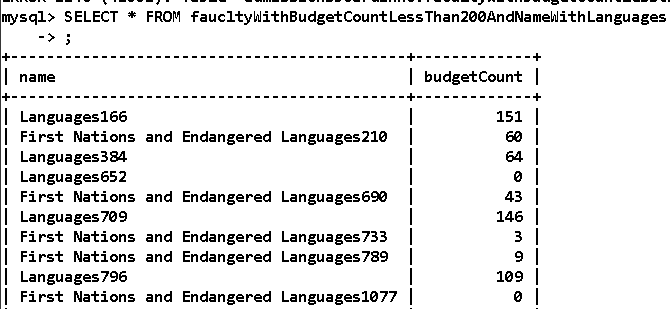 mysql> SELECT * FROM faucltyWithBudgetCountLessThan200AndNameWithLanguages
-> ;
+------------------------------------------+-------------+
| name | budgetCount |
+------------------------------------------+-------------+
| Languages166 | 151 |
| First Nations and Endangered Languages210 | 60 |
| Languages384 | 64 |
| Languages652 | 0 |
| First Nations and Endangered Languages690 | 43 |
| Languages709 | 146 |
| First Nations and Endangered Languages733 | 3 |
| First Nations and Endangered Languages789 | 9 |
| Languages796 | 109 |
| First Nations and Endangered Languages1077 | 0 |